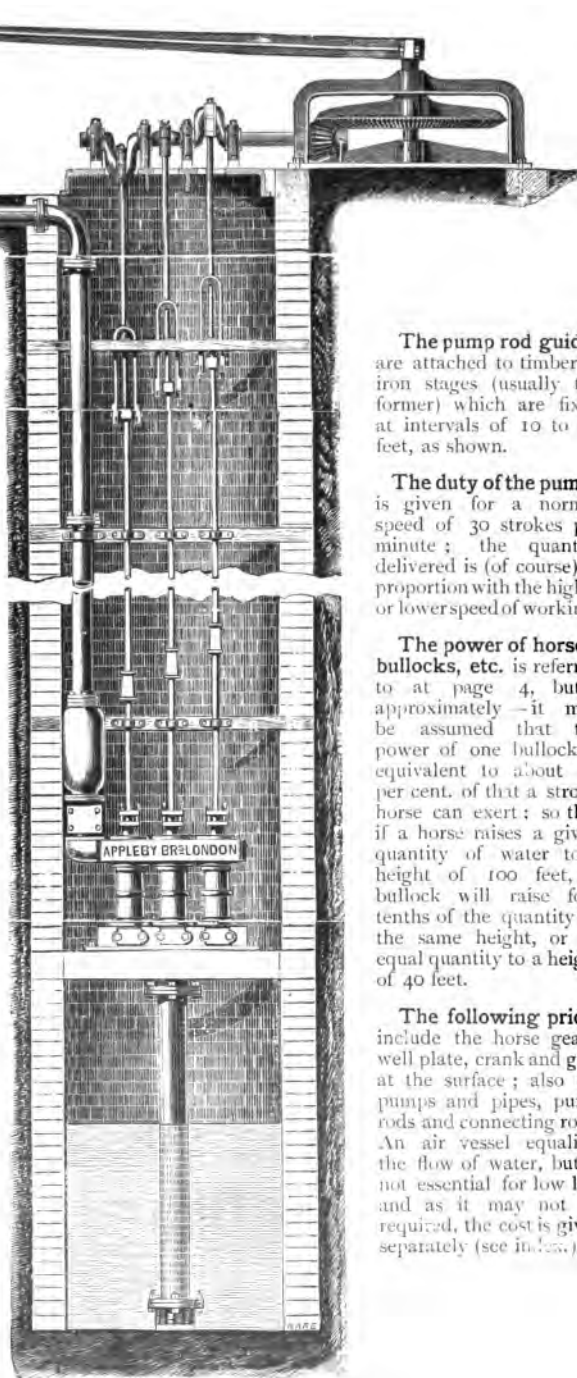 The pump rod guid
are attached to timber
iron stages (usually t
former) which are fix
at intervals of 10 to
feet, as shown.
The duty of the pum
is given for a norm
speed of 30 strokes p
minute ; the quant
delivered is (of course)
proportion with the high
or lower speed of workin
The power of horse
bullocks, etc. is referr
to at page 4, but
approximately — it m
be assumed that t
power of one bullock
equivalent to about
per cent. of that a stro
horse can exert : so th
if a horse raises a giv
quantity of water to
height of 100 feet,
bullock will raise fo
tenths of the quantity
the same height, or
equal quantity to a heig
of 40 feet.
The following pric
include the horse gea
well plate, crank and g
at the surface ; also
pumps and pipes, pu
rods and connecting ro
An air vessel equali
the flow of water, but
not essential for low l
and as it may not
required, the cost is giv
separately (see index.)
APPLEBY BROS LONDON